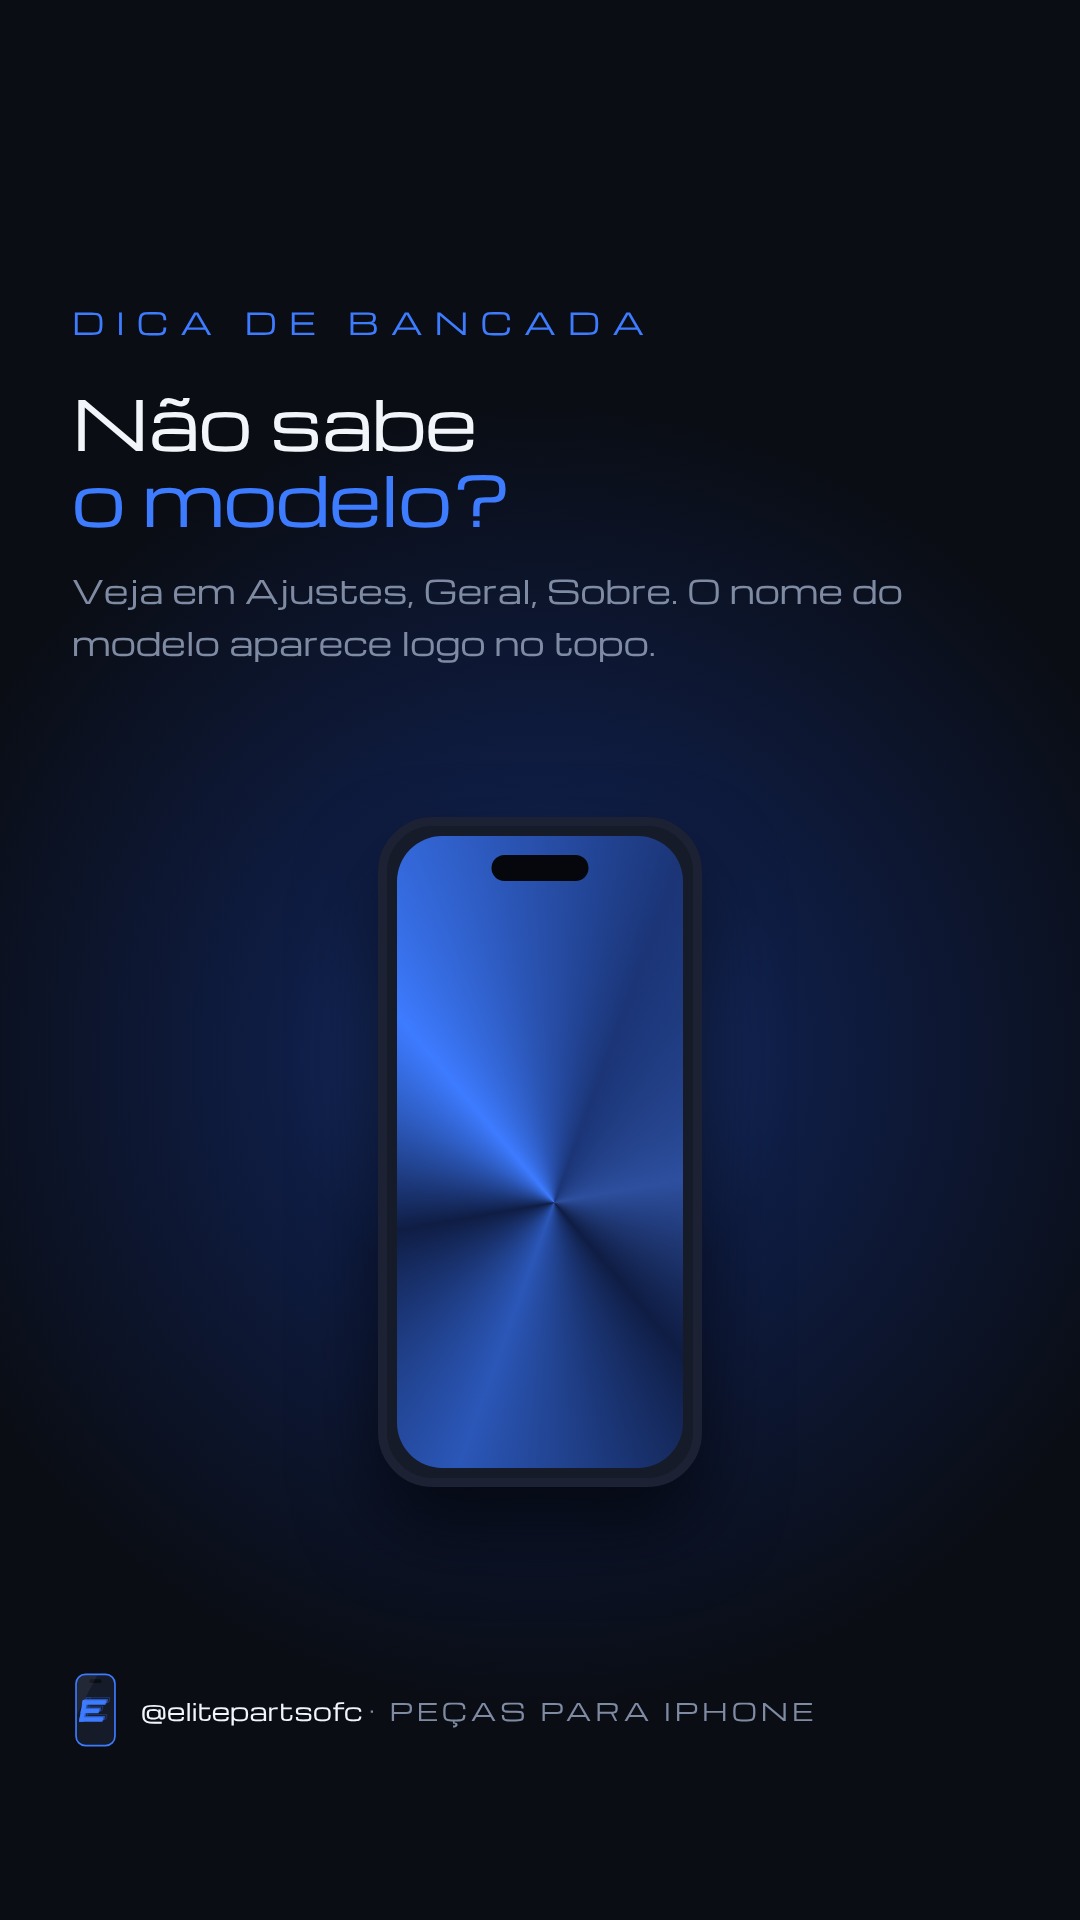 DICA DE BANCADA
Não sabe
o modelo?
Veja em Ajustes, Geral, Sobre. O nome do
modelo aparece logo no topo.
E
@elitepartsofc · PEÇAS PARA IPHONE